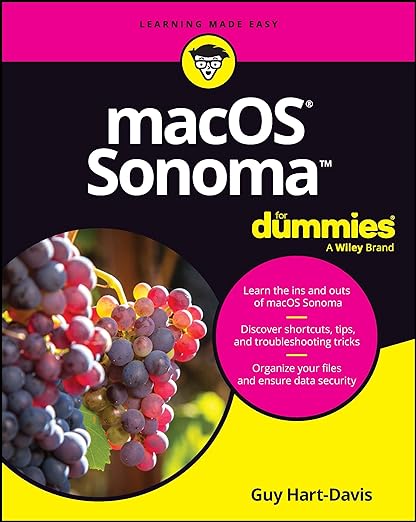 LEARNING MADE EASY
macOS®
Sonoma™
for
dummies®
A Wiley Brand
Learn the ins and outs
of macOS Sonoma
Discover shortcuts, tips,
and troubleshooting tricks
Organize your files
and ensure data security
Guy Hart-Davis